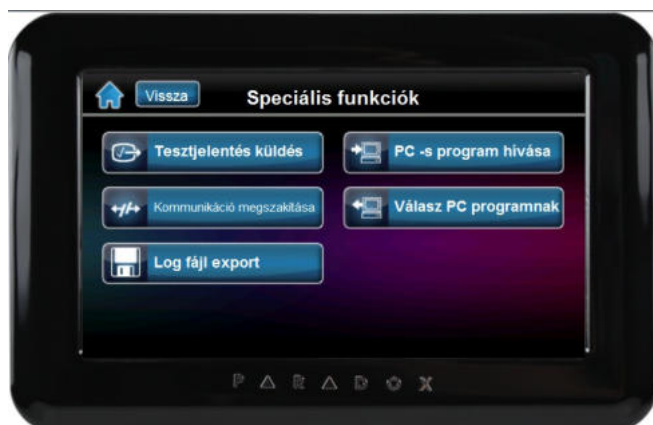 Vissza
Speciális funkciók
Tesztjelentés küldés
PC -s program hívása
Kommunikáció megszakítása
Válasz PC programnak
Log fájl export
PARADOX